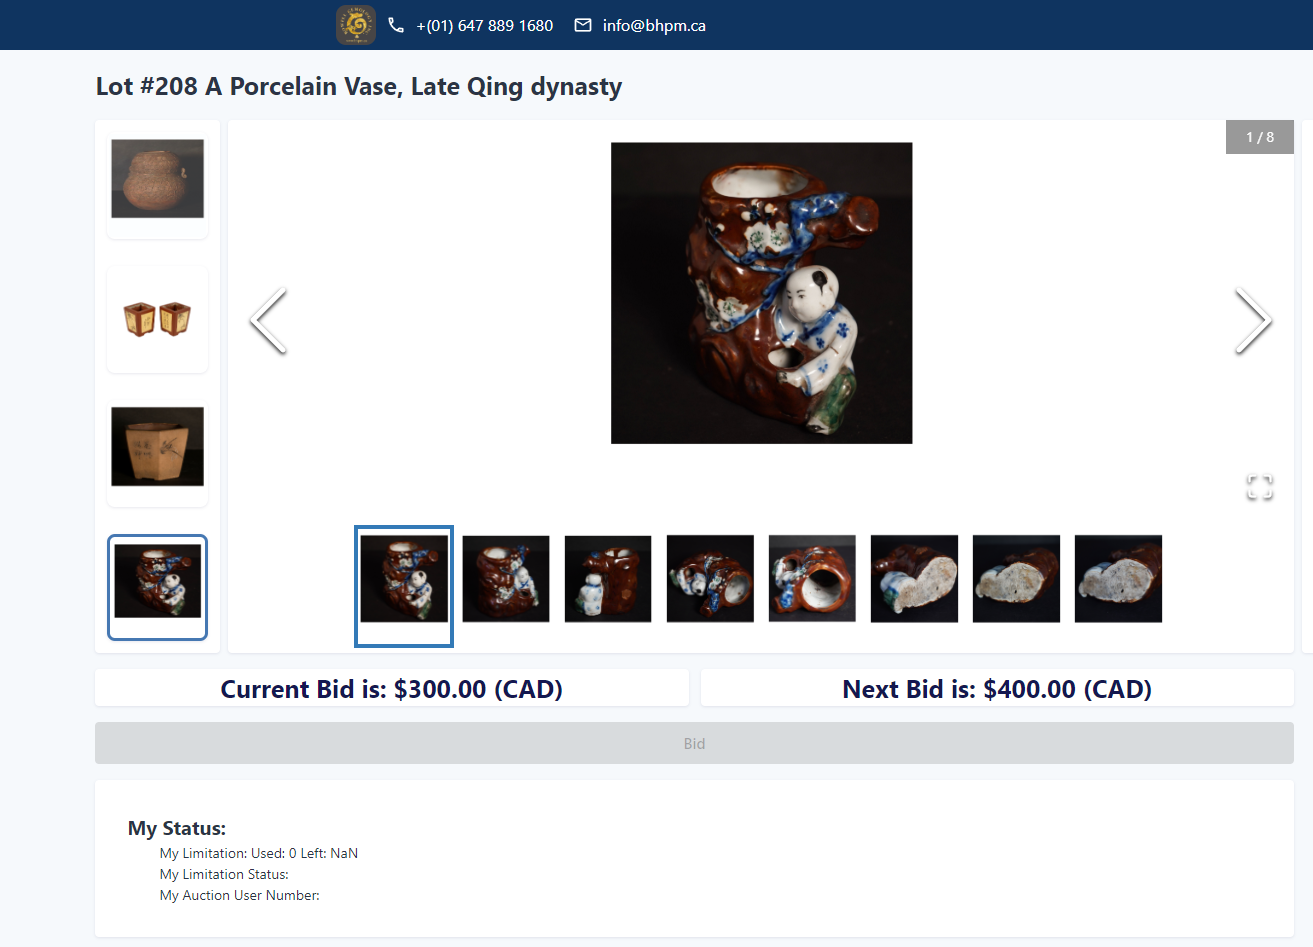 +(01) 647 889 1680 info@bhpm.ca
Lot #208 A Porcelain Vase, Late Qing dynasty
1 / 8
Current Bid is: $300.00 (CAD)
Next Bid is: $400.00 (CAD)
Bid
My Status:
My Limitation: Used: 0 Left: NaN
My Limitation Status:
My Auction User Number: